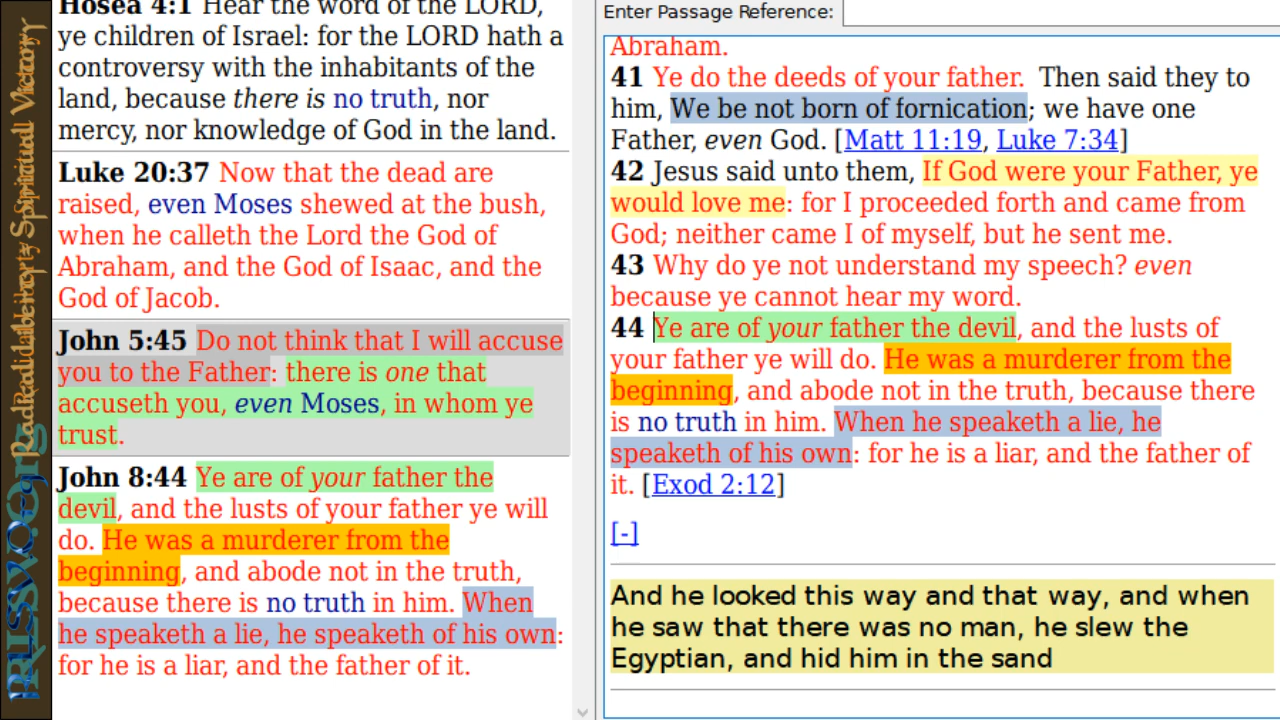 Hosea 4:1 Hear the word of the LORD,
ye children of Israel: for the LORD hath a
controversy with the inhabitants of the
land, because there is no truth, nor
mercy, nor knowledge of God in the land.
Luke 20:37 Now that the dead are
raised, even Moses shewed at the bush,
when he calleth the Lord the God of
Abraham, and the God of Isaac, and the
God of Jacob.
John 5:45 Do not think that I will accuse
you to the Father: there is one that
accuseth you, even Moses, in whom ye
trust.
John 8:44 Ye are of your father the
devil, and the lusts of your father ye will
do. He was a murderer from the
beginning, and abode not in the truth,
because there is no truth in him. When
he speaketh a lie, he speaketh of his own:
for he is a liar, and the father of it.
Enter Passage Reference:
Abraham.
41 Ye do the deeds of your father. Then said they to
him, We be not born of fornication; we have one
Father, even God. [Matt 11:19, Luke 7:34]
42 Jesus said unto them, If God were your Father, ye
would love me: for I proceeded forth and came from
God; neither came I of myself, but he sent me.
43 Why do ye not understand my speech? even
because ye cannot hear my word.
44 Ye are of your father the devil, and the lusts of
your father ye will do. He was a murderer from the
beginning, and abode not in the truth, because there
is no truth in him. When he speaketh a lie, he
speaketh of his own: for he is a liar, and the father of
it. [Exod 2:12]
[-]
And he looked this way and that way, and when
he saw that there was no man, he slew the
Egyptian, and hid him in the sand
Spiritual Victory